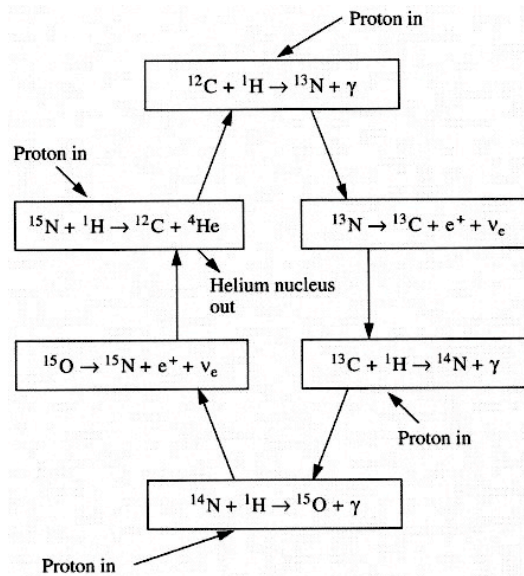 Proton in
¹²C + ¹H → ¹³N + γ
Proton in
¹⁵N + ¹H → ¹²C + ⁴He
¹³N → ¹³C + e⁺ + νₑ
Helium nucleus
out
¹⁵O → ¹⁵N + e⁺ + νₑ
¹³C + ¹H → ¹⁴N + γ
Proton in
¹⁴N + ¹H → ¹⁵O + γ
Proton in